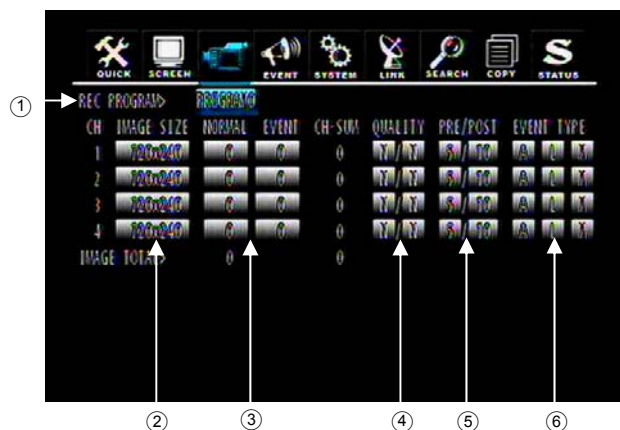 QUICK SCREEN EVENT SYSTEM LINK SEARCH COPY STATUS
① REC PROGRAM> PROGRAM0
CH IMAGE SIZE NORMAL EVENT CH-SUM QUALITY PRE/POST EVENT TYPE
1 720x240 0 0 0 N / N 5 / 10 A L X
2 720x240 0 0 0 N / N 5 / 10 A L X
3 720x240 0 0 0 N / N 5 / 10 A L X
4 720x240 0 0 0 N / N 5 / 10 A L X
IMAGE TOTAL> 0 0
② ③ ④ ⑤ ⑥